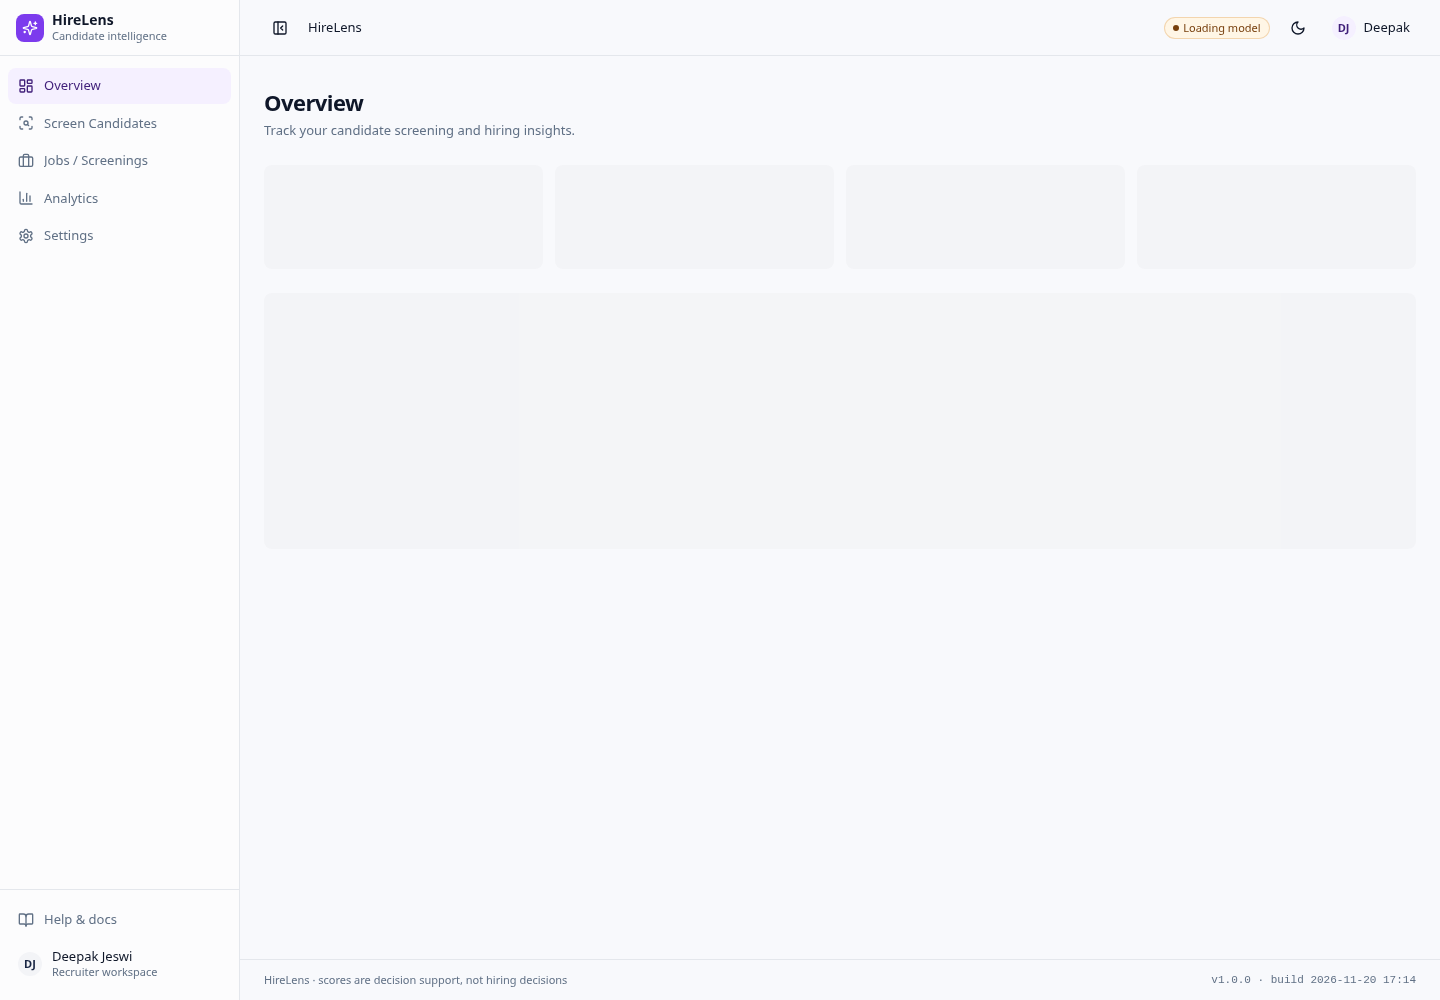 HireLens
Candidate intelligence
Overview
Screen Candidates
Jobs / Screenings
Analytics
Settings
Help & docs
DJ
Deepak Jeswi
Recruiter workspace
HireLens
Loading model
DJ
Deepak
Overview
Track your candidate screening and hiring insights.
HireLens · scores are decision support, not hiring decisions
v1.0.0 · build 2026-11-20 17:14